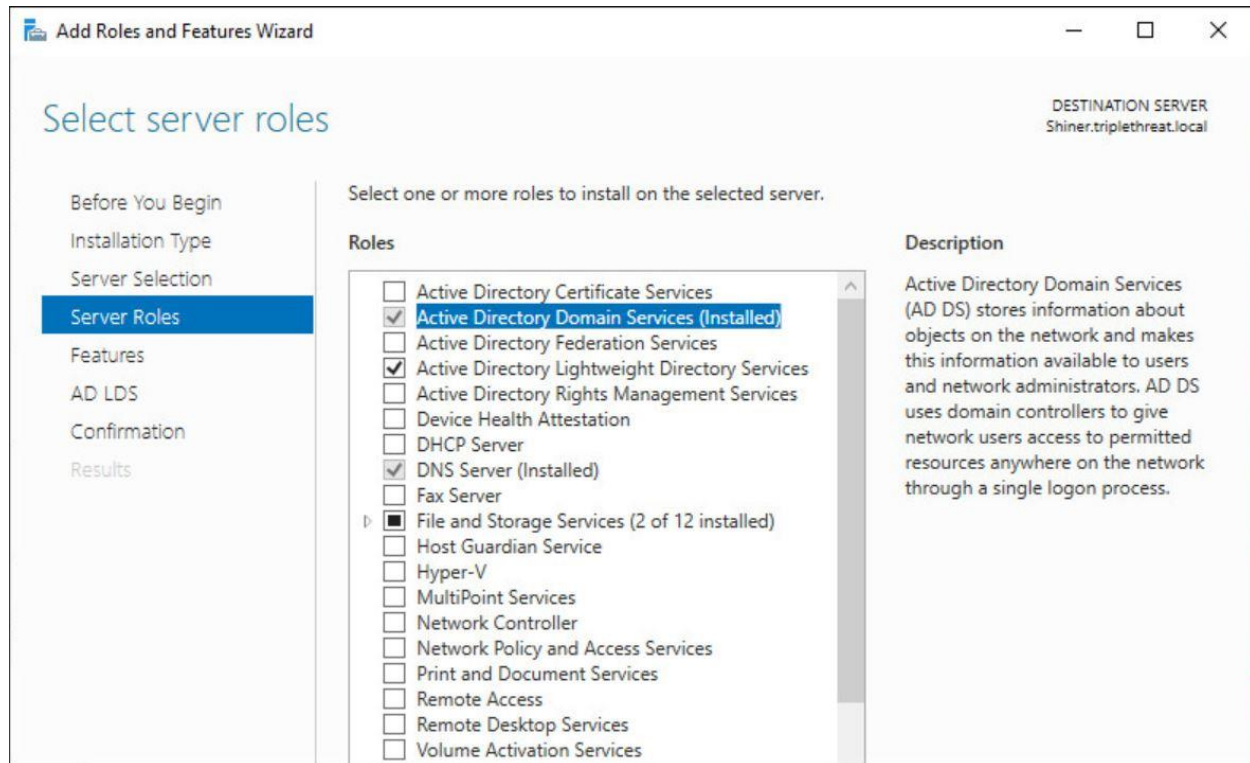 Add Roles and Features Wizard
Select server roles
DESTINATION SERVER
Shiner.triplethreat.local
Before You Begin
Installation Type
Server Selection
Server Roles
Features
AD LDS
Confirmation
Results
Select one or more roles to install on the selected server.
Roles
Active Directory Certificate Services
Active Directory Domain Services (Installed)
Active Directory Federation Services
Active Directory Lightweight Directory Services
Active Directory Rights Management Services
Device Health Attestation
DHCP Server
DNS Server (Installed)
Fax Server
File and Storage Services (2 of 12 installed)
Host Guardian Service
Hyper-V
MultiPoint Services
Network Controller
Network Policy and Access Services
Print and Document Services
Remote Access
Remote Desktop Services
Volume Activation Services
Description
Active Directory Domain Services
(AD DS) stores information about
objects on the network and makes
this information available to users
and network administrators. AD DS
uses domain controllers to give
network users access to permitted
resources anywhere on the network
through a single logon process.